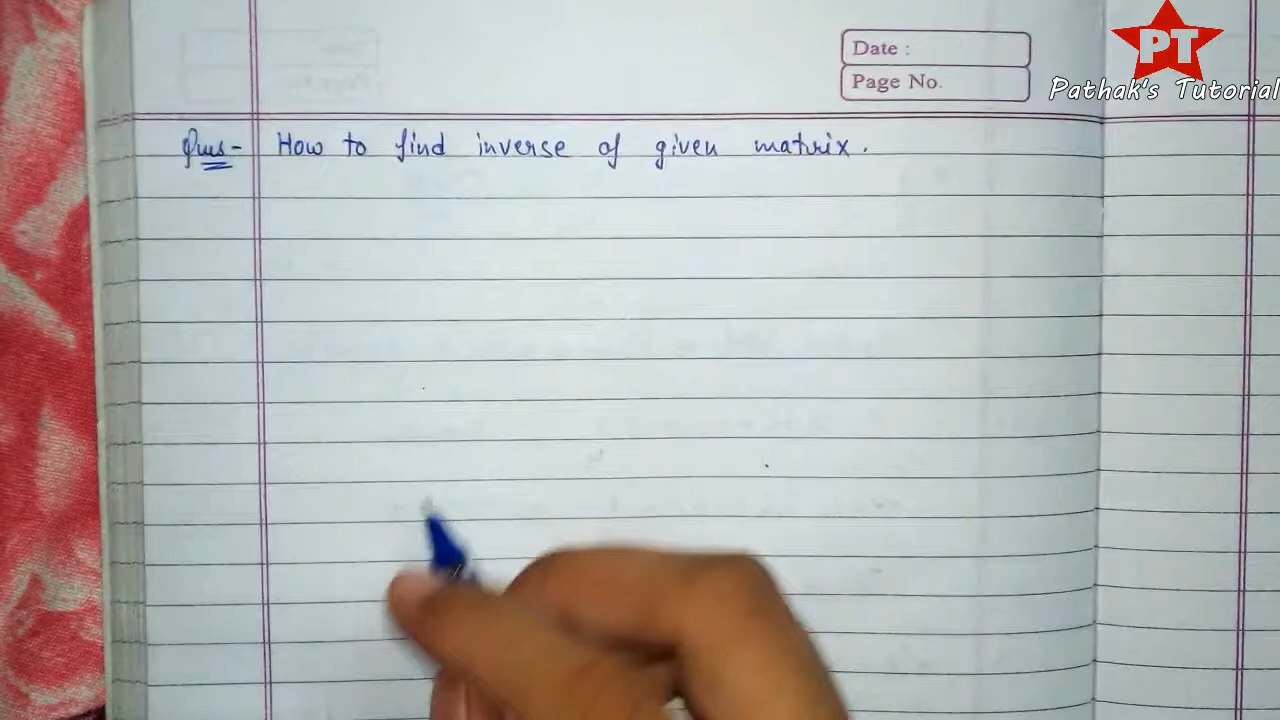 PT
Pathak's Tutorial
Date :
Page No.
Ques- How to find inverse of given matrix.